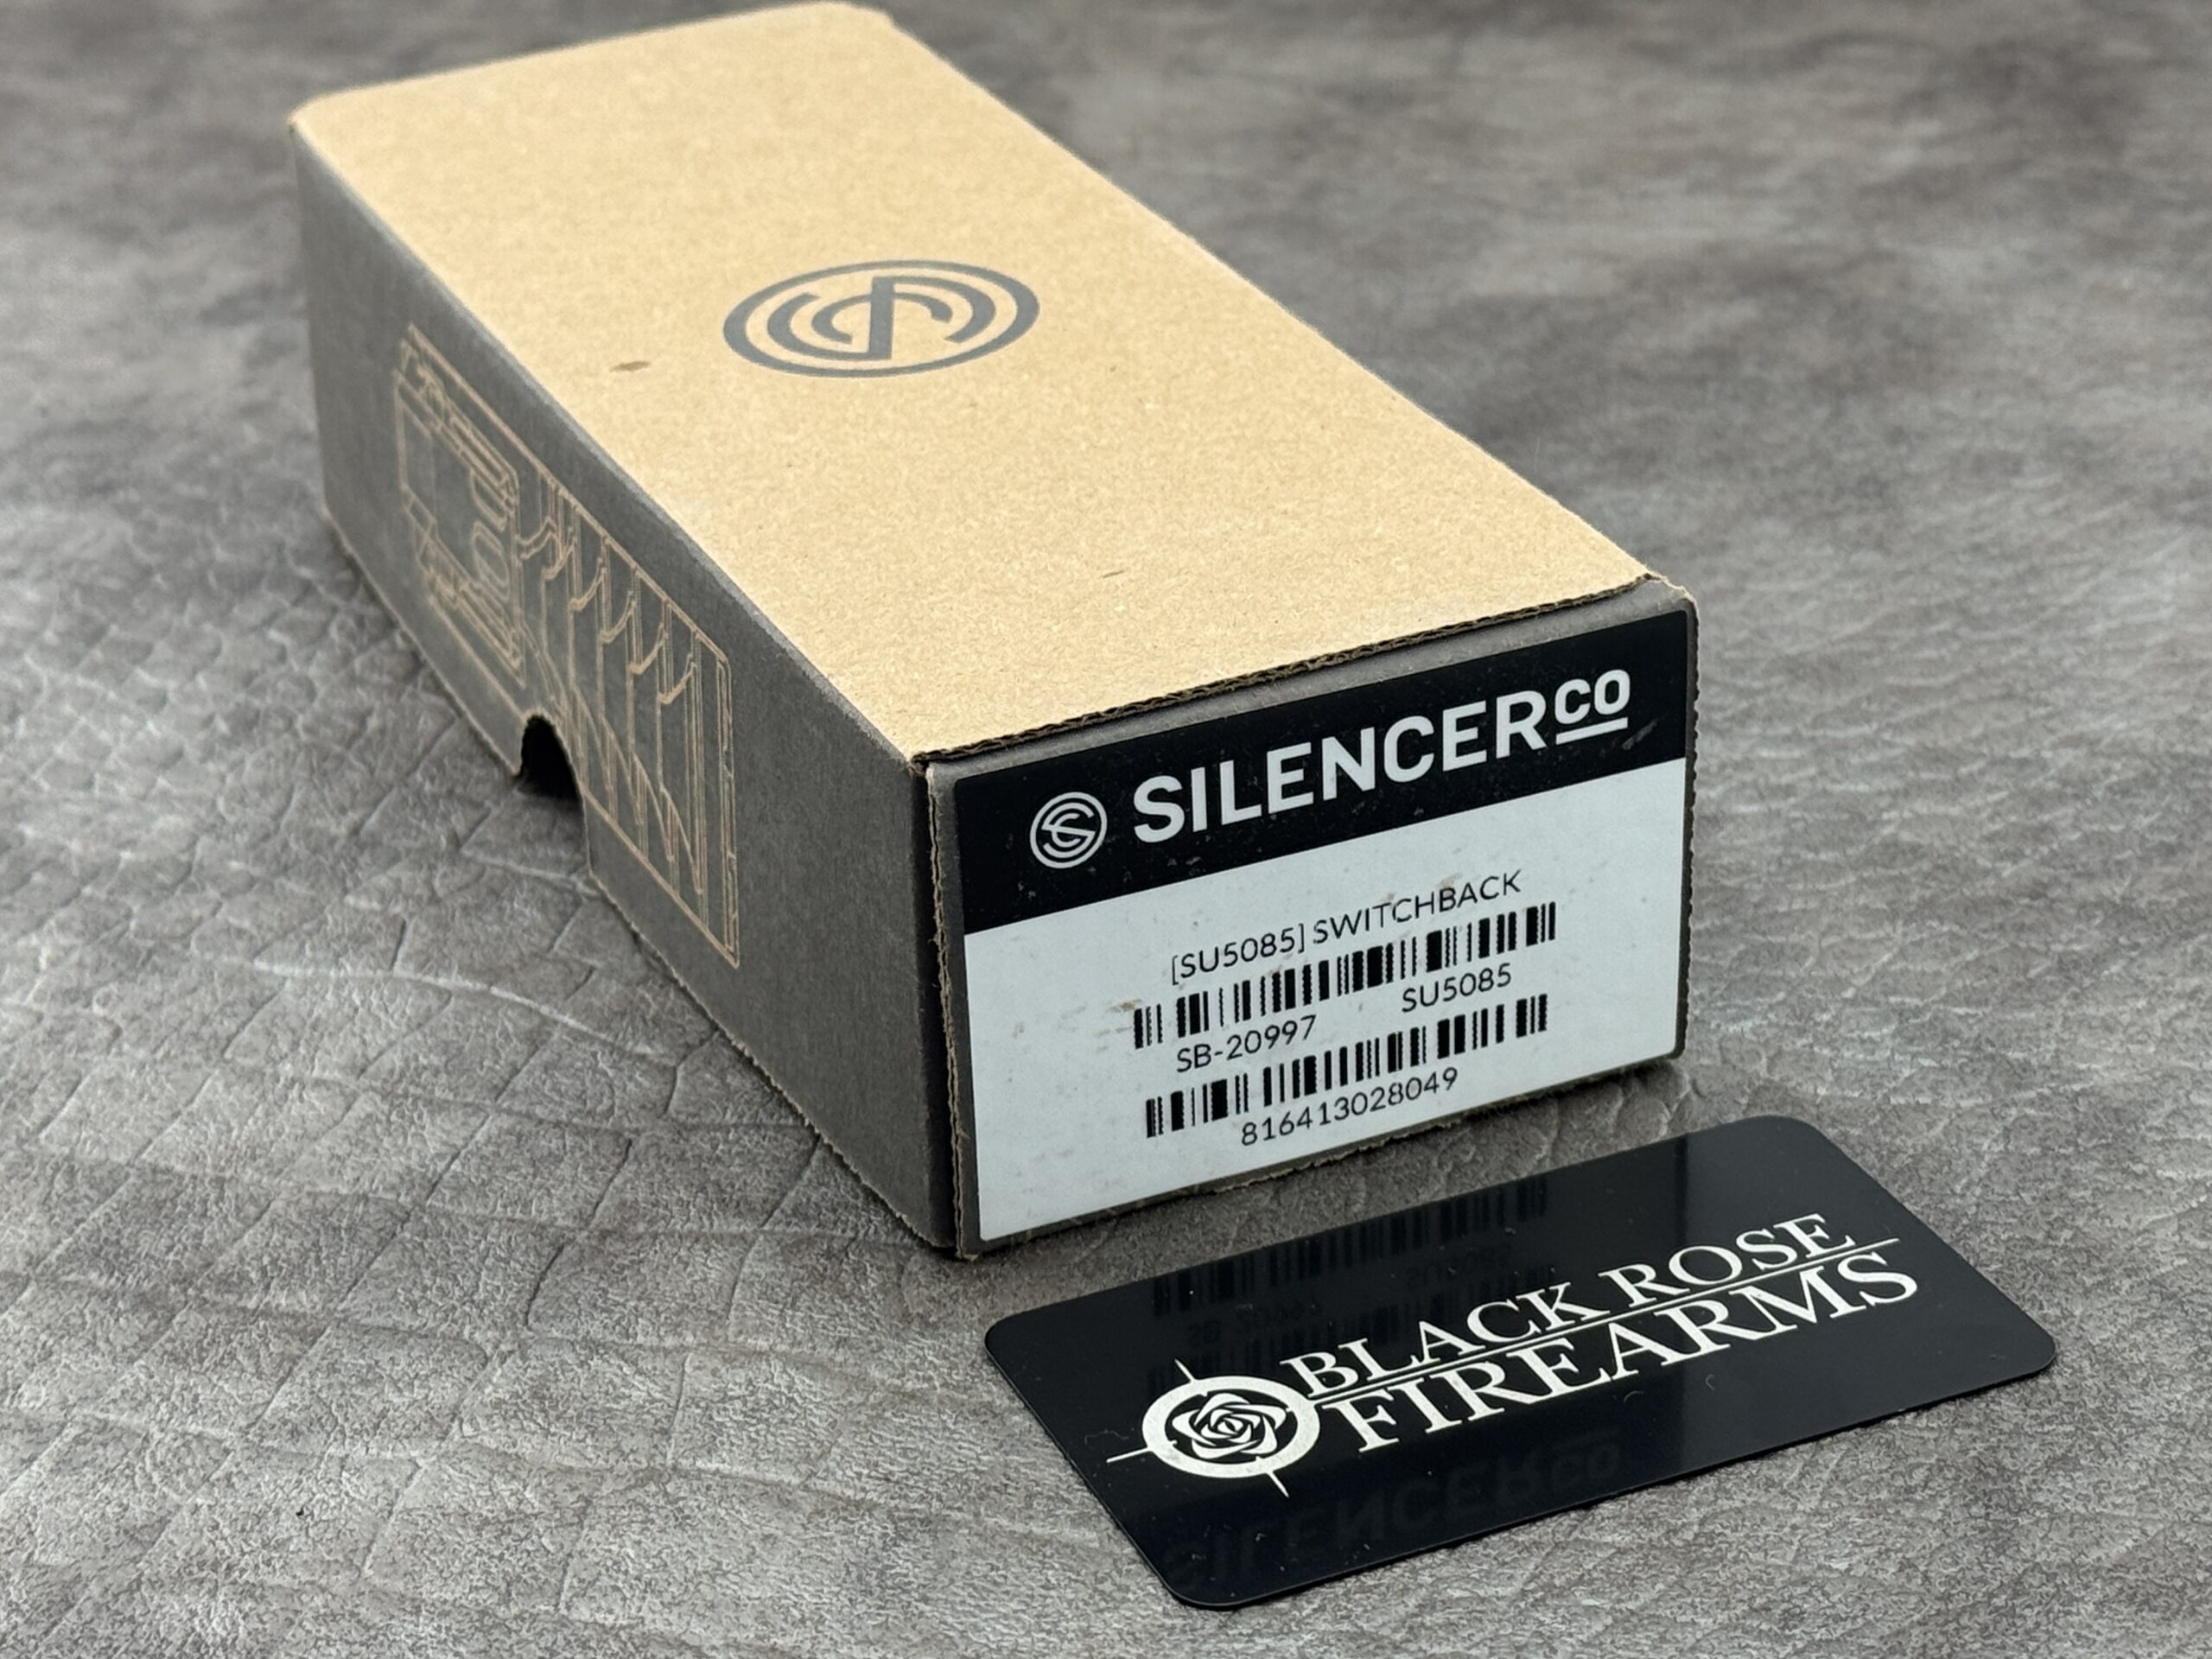 SILENCERco
[SU5085] SWITCHBACK
SB-20997 SU5085
816413028049
BLACK ROSE
FIREARMS